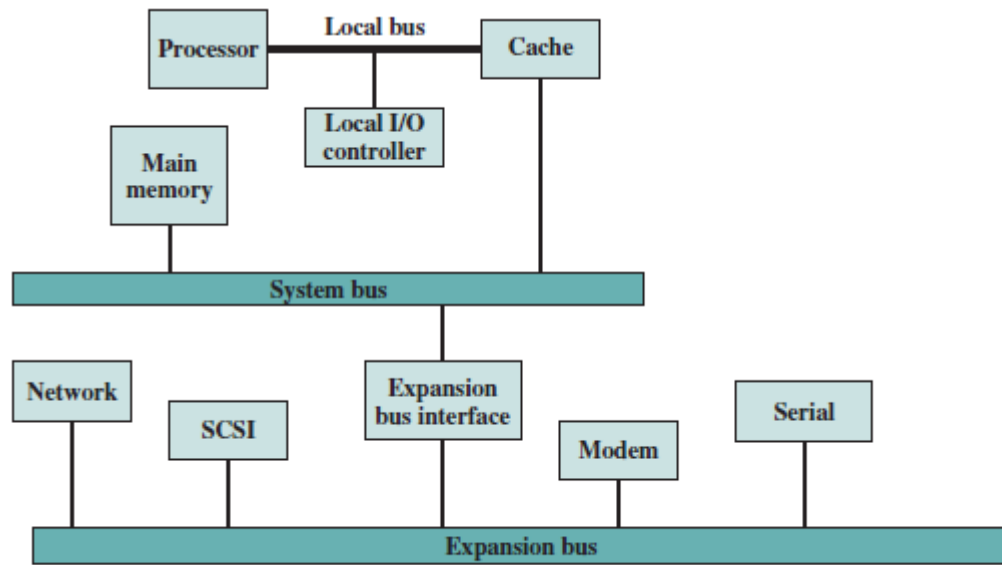 Local bus
Processor
Cache
Local I/O
controller
Main
memory
System bus
Network
SCSI
Expansion
bus interface
Modem
Serial
Expansion bus